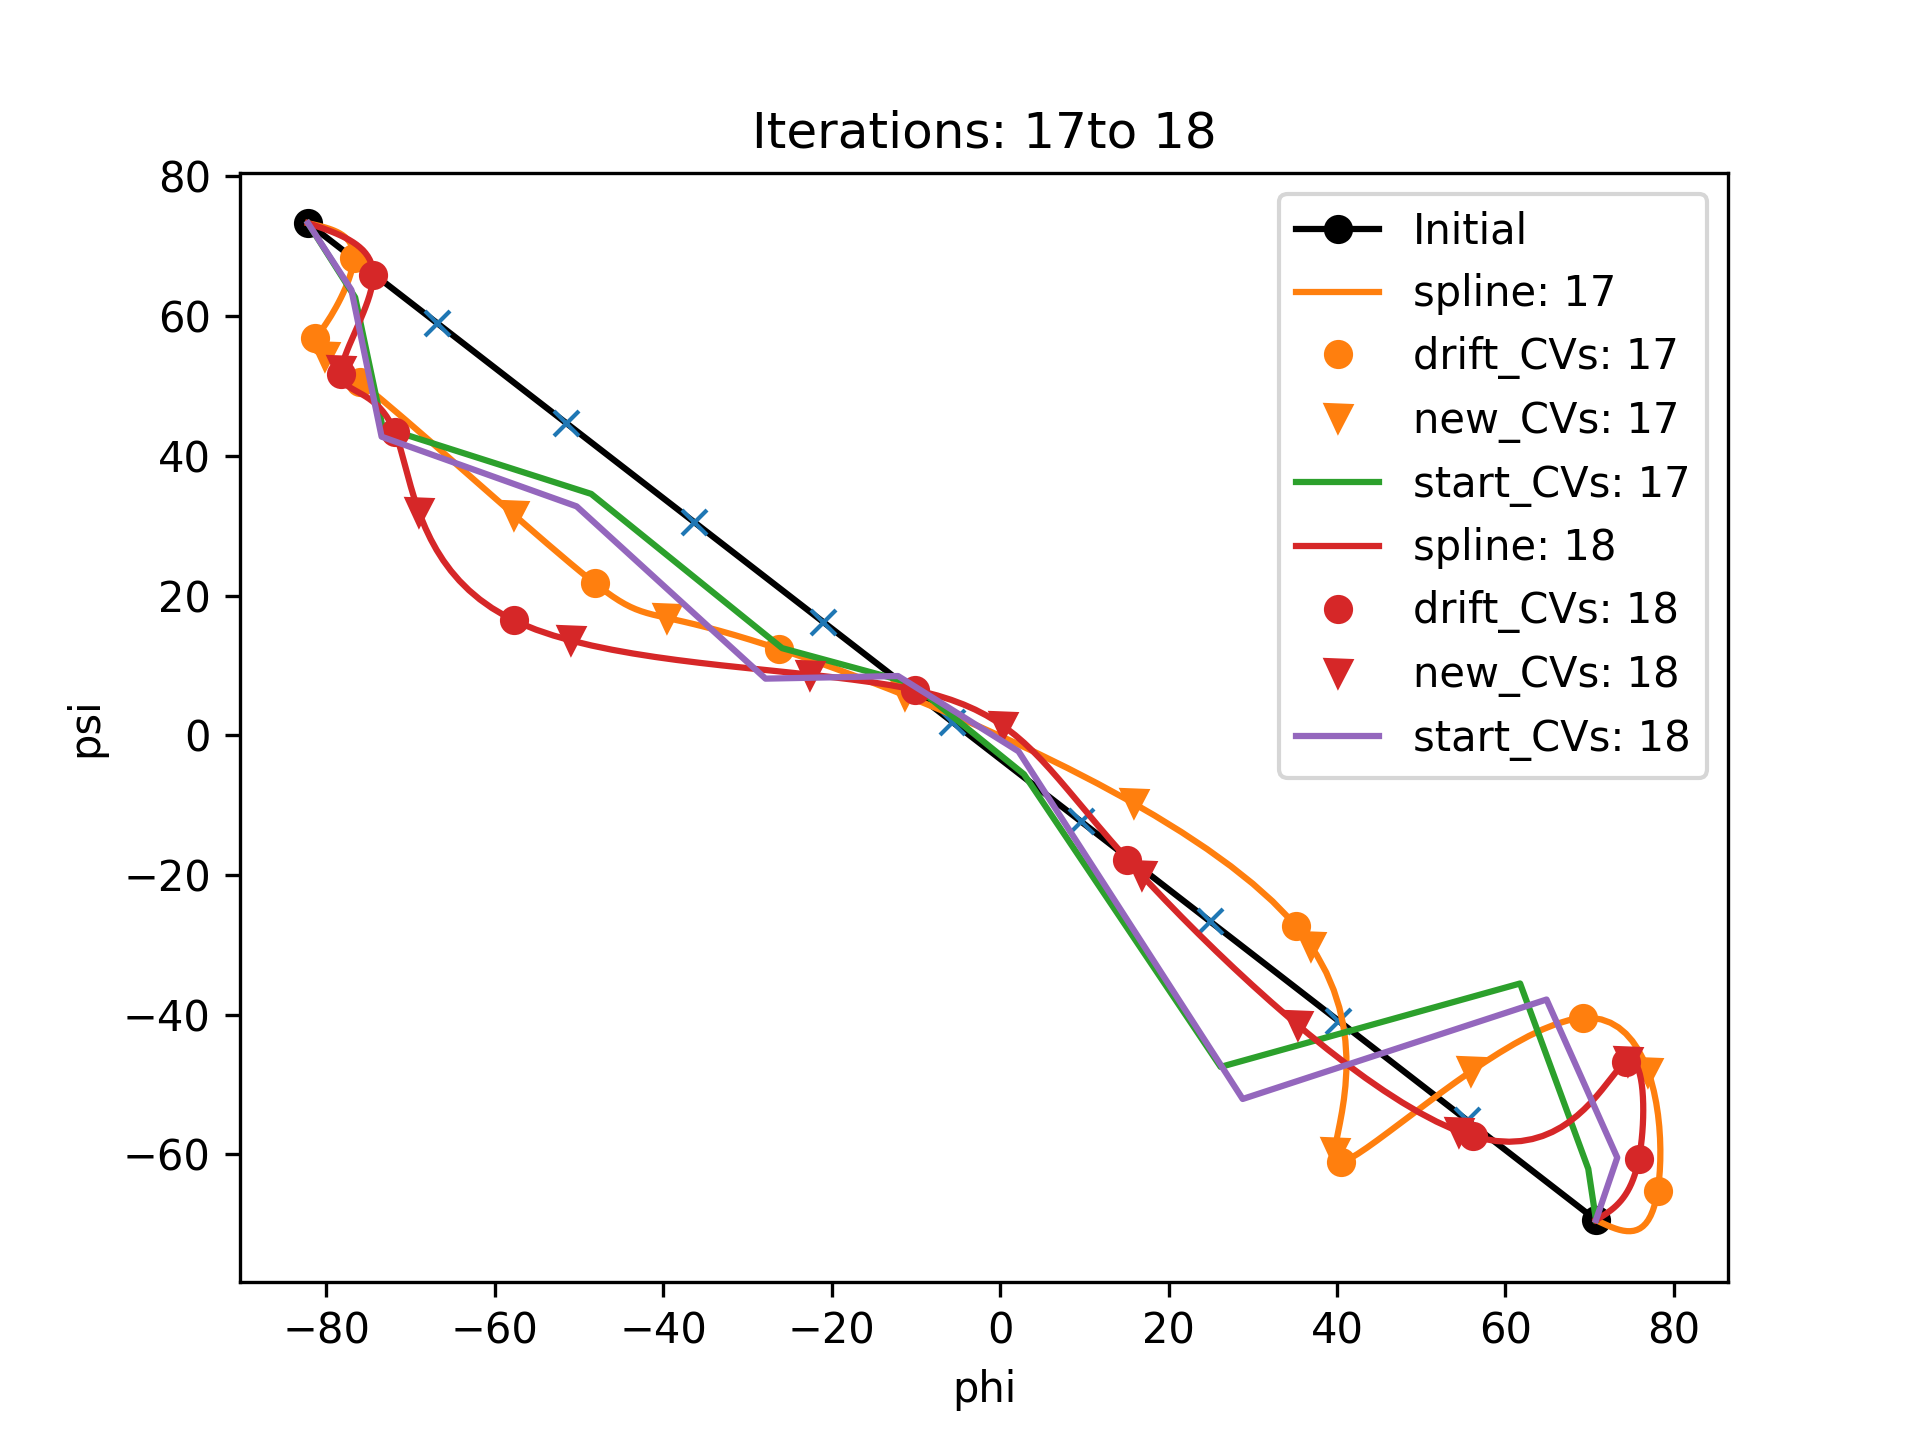 Iterations: 17to 18
80
60
40
20
0
−20
−40
−60
psi
−80
−60
−40
−20
0
20
40
60
80
phi
Initial
spline: 17
drift_CVs: 17
new_CVs: 17
start_CVs: 17
spline: 18
drift_CVs: 18
new_CVs: 18
start_CVs: 18